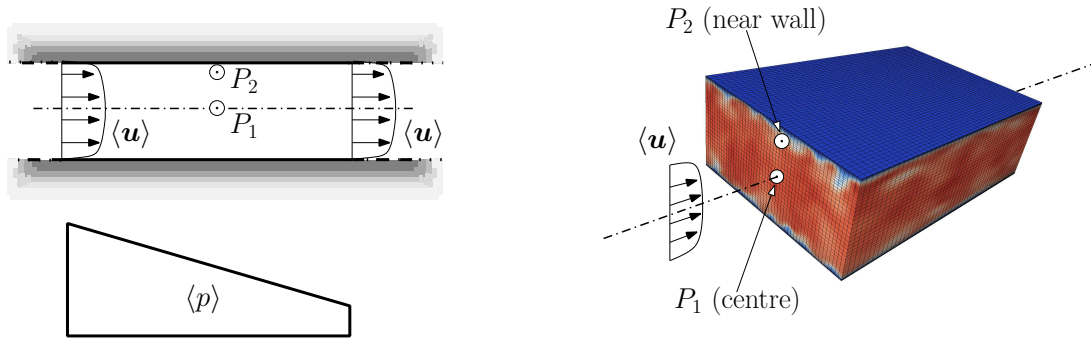 P₂
P₁
⟨u⟩ ⟨u⟩
⟨p⟩
P₂ (near wall)
⟨u⟩
P₁ (centre)